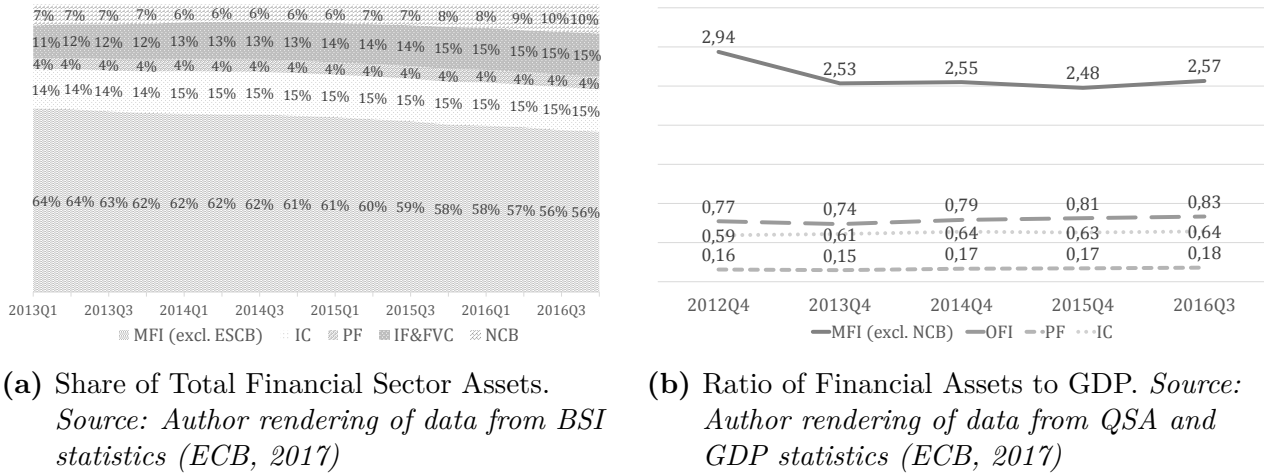 7% 7% 7% 7% 6% 6% 6% 6% 7% 7% 8% 8% 9% 10% 10%
11% 12% 12% 12% 13% 13% 13% 13% 14% 14% 14% 15% 15% 15% 15% 15%
4% 4% 4% 4% 4% 4% 4% 4% 4% 4% 4% 4% 4% 4% 4% 4%
14% 14% 14% 14% 15% 15% 15% 15% 15% 15% 15% 15% 15% 15% 15% 15%
64% 64% 63% 62% 62% 62% 62% 61% 61% 60% 59% 58% 58% 57% 56% 56%
2013Q1 2013Q3 2014Q1 2014Q3 2015Q1 2015Q3 2016Q1 2016Q3
MFI (excl. ESCB) IC PF IF&FVC NCB
(a) Share of Total Financial Sector Assets.
Source: Author rendering of data from BSI
statistics (ECB, 2017)
2,94 2,53 2,55 2,48 2,57
0,77 0,74 0,79 0,81 0,83
0,59 0,61 0,64 0,63 0,64
0,16 0,15 0,17 0,17 0,18
2012Q4 2013Q4 2014Q4 2015Q4 2016Q3
MFI (excl. NCB) OFI PF IC
(b) Ratio of Financial Assets to GDP. Source:
Author rendering of data from QSA and
GDP statistics (ECB, 2017)